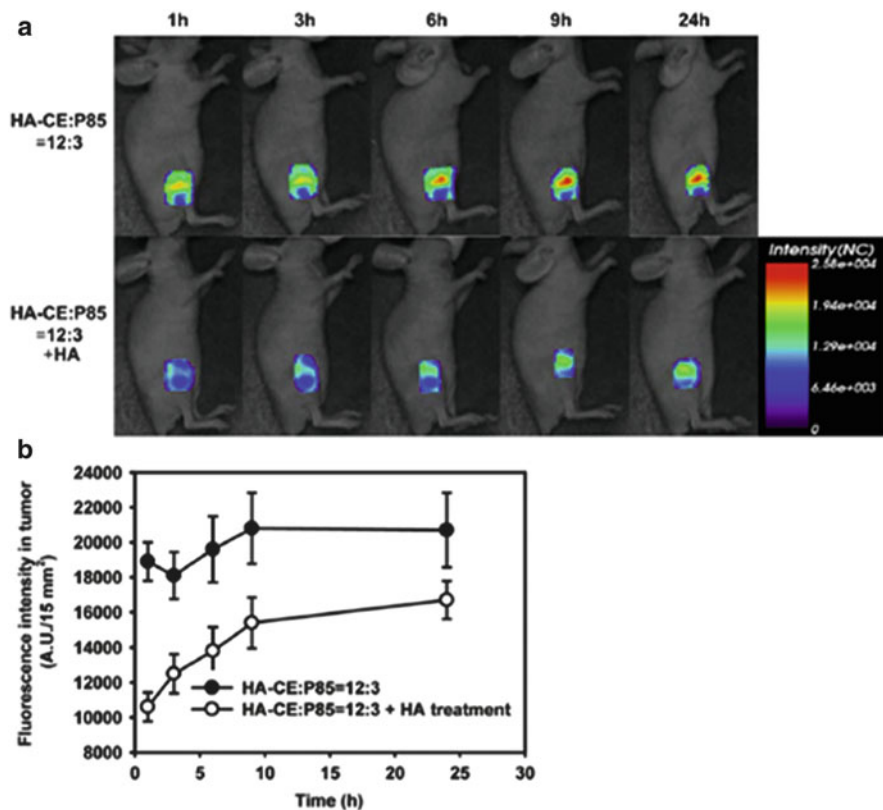 a
1h 3h 6h 9h 24h
HA-CE:P85
=12:3
HA-CE:P85
=12:3
+HA
Intensity(NC)
2.58e+004
1.94e+004
1.29e+004
6.46e+003
0
b
Fluorescence intensity in tumor
(A.U./15 mm²)
24000
22000
20000
18000
16000
14000
12000
10000
8000
HA-CE:P85=12:3
HA-CE:P85=12:3 + HA treatment
0 5 10 15 20 25 30
Time (h)